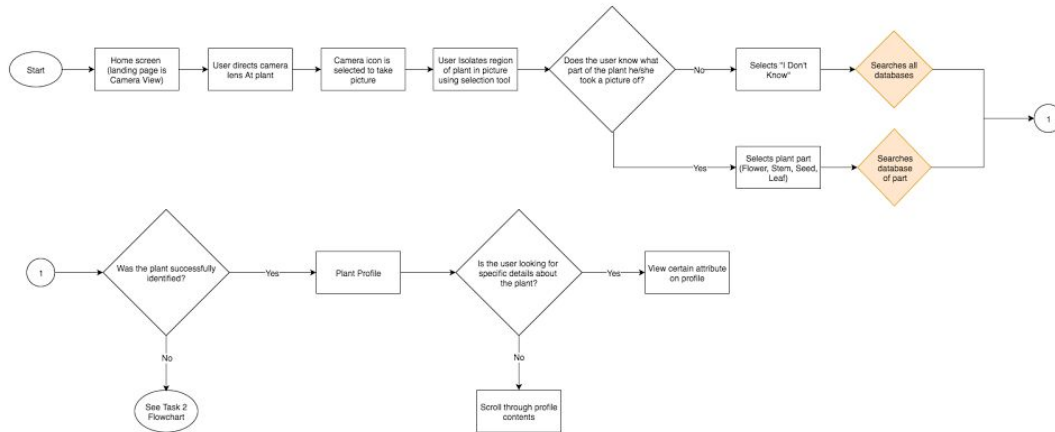 Start
Home screen
(landing page is
Camera View)
User directs camera
lens At plant
Camera icon is
selected to take
picture
User Isolates region
of plant in picture
using selection tool
Does the user know what
part of the plant he/she
took a picture of?
No
Selects "I Don't
Know"
Searches all
databases
1
Yes
Selects plant part
(Flower, Stem, Seed,
Leaf)
Searches
database
of part
1
Was the plant successfully
identified?
Yes
Plant Profile
Is the user looking for
specific details about
the plant?
Yes
View certain attribute
on profile
No
See Task 2
Flowchart
No
Scroll through profile
contents